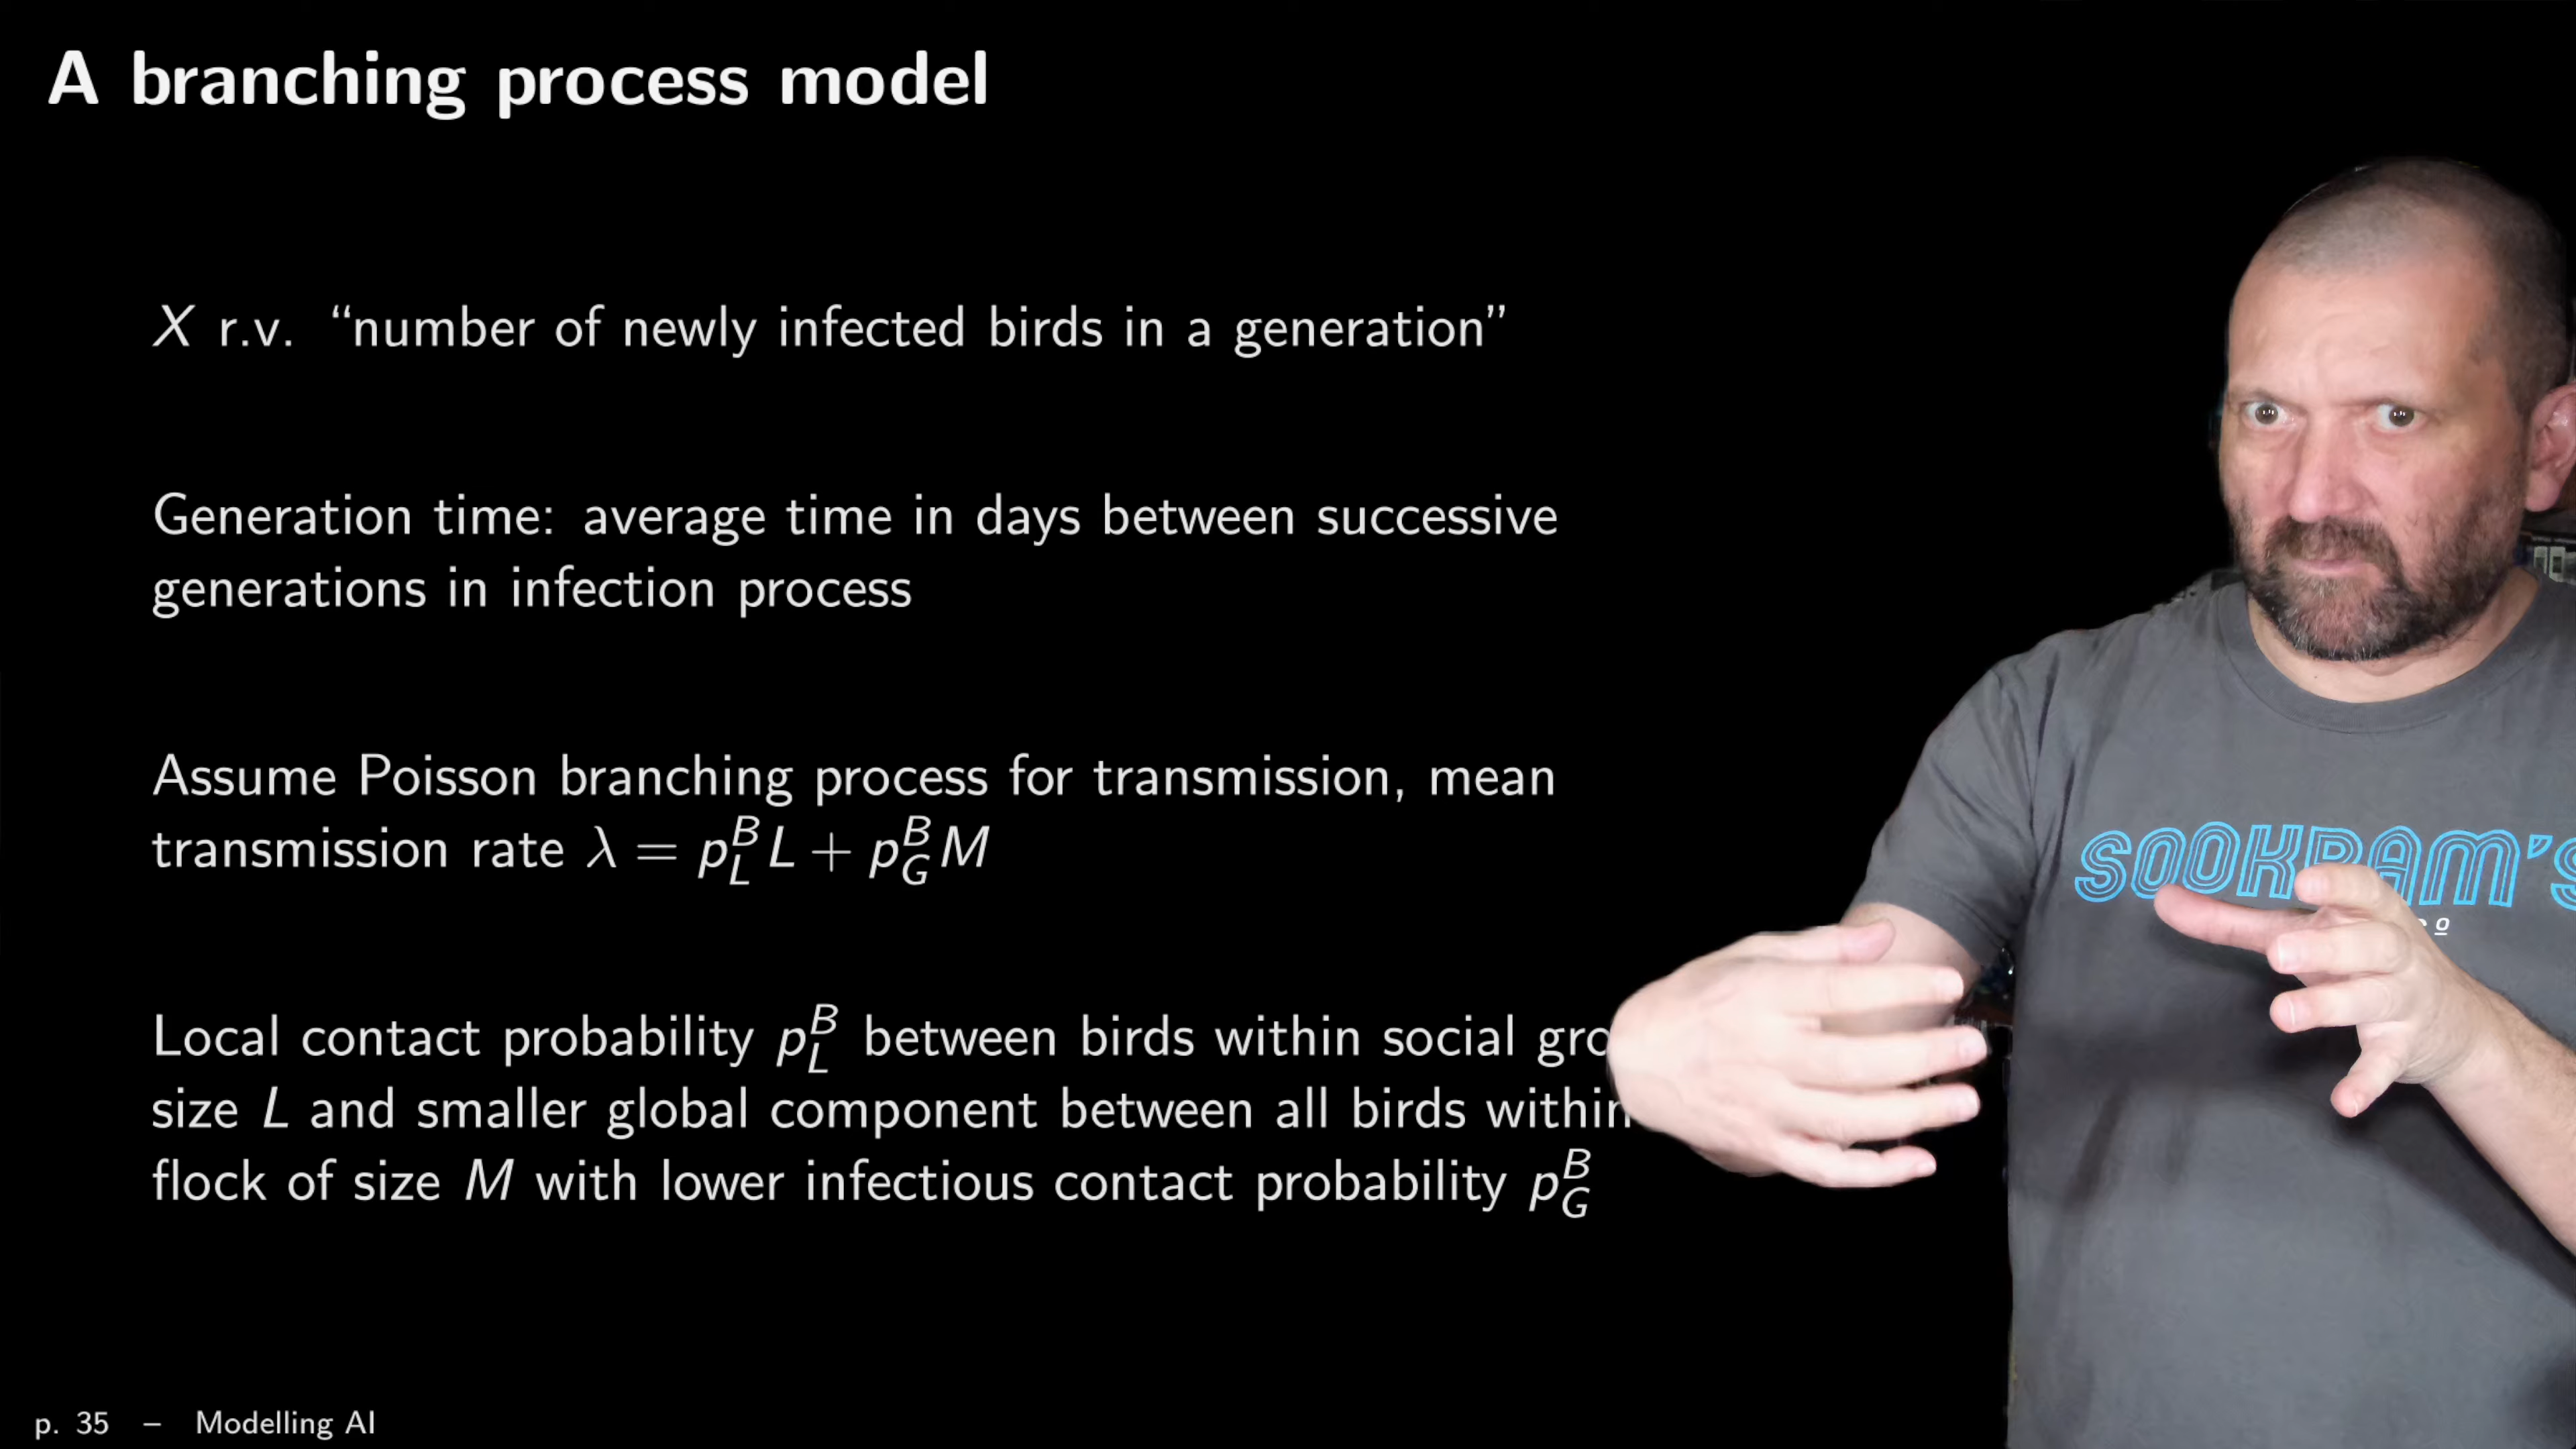 A branching process model
X r.v. “number of newly infected birds in a generation”
Generation time: average time in days between successive
generations in infection process
Assume Poisson branching process for transmission, mean
transmission rate λ = p_L^B L + p_G^B M
Local contact probability p_L^B between birds within social
size L and smaller global component between all birds within
flock of size M with lower infectious contact probability p_G^B
SOOKRAM'S
p. 35 – Modelling AI